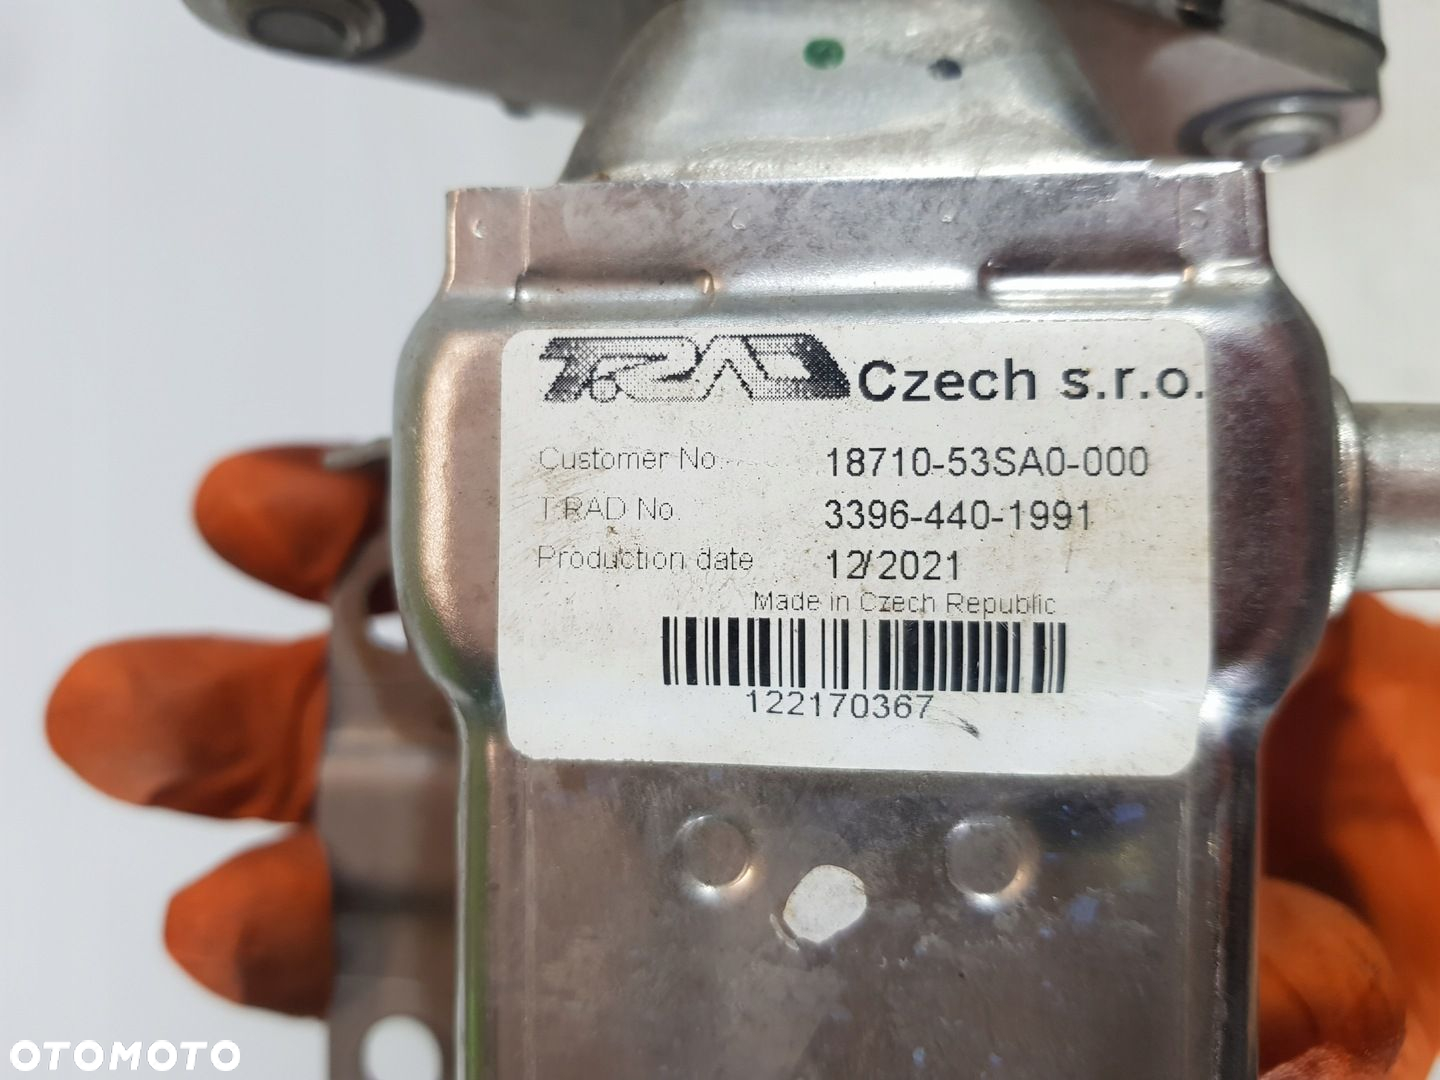 T.RAD Czech s.r.o.
Customer No. 18710-53SA0-000
T.RAD No. 3396-440-1991
Production date 12/2021
Made in Czech Republic
122170367
OTOMOTO